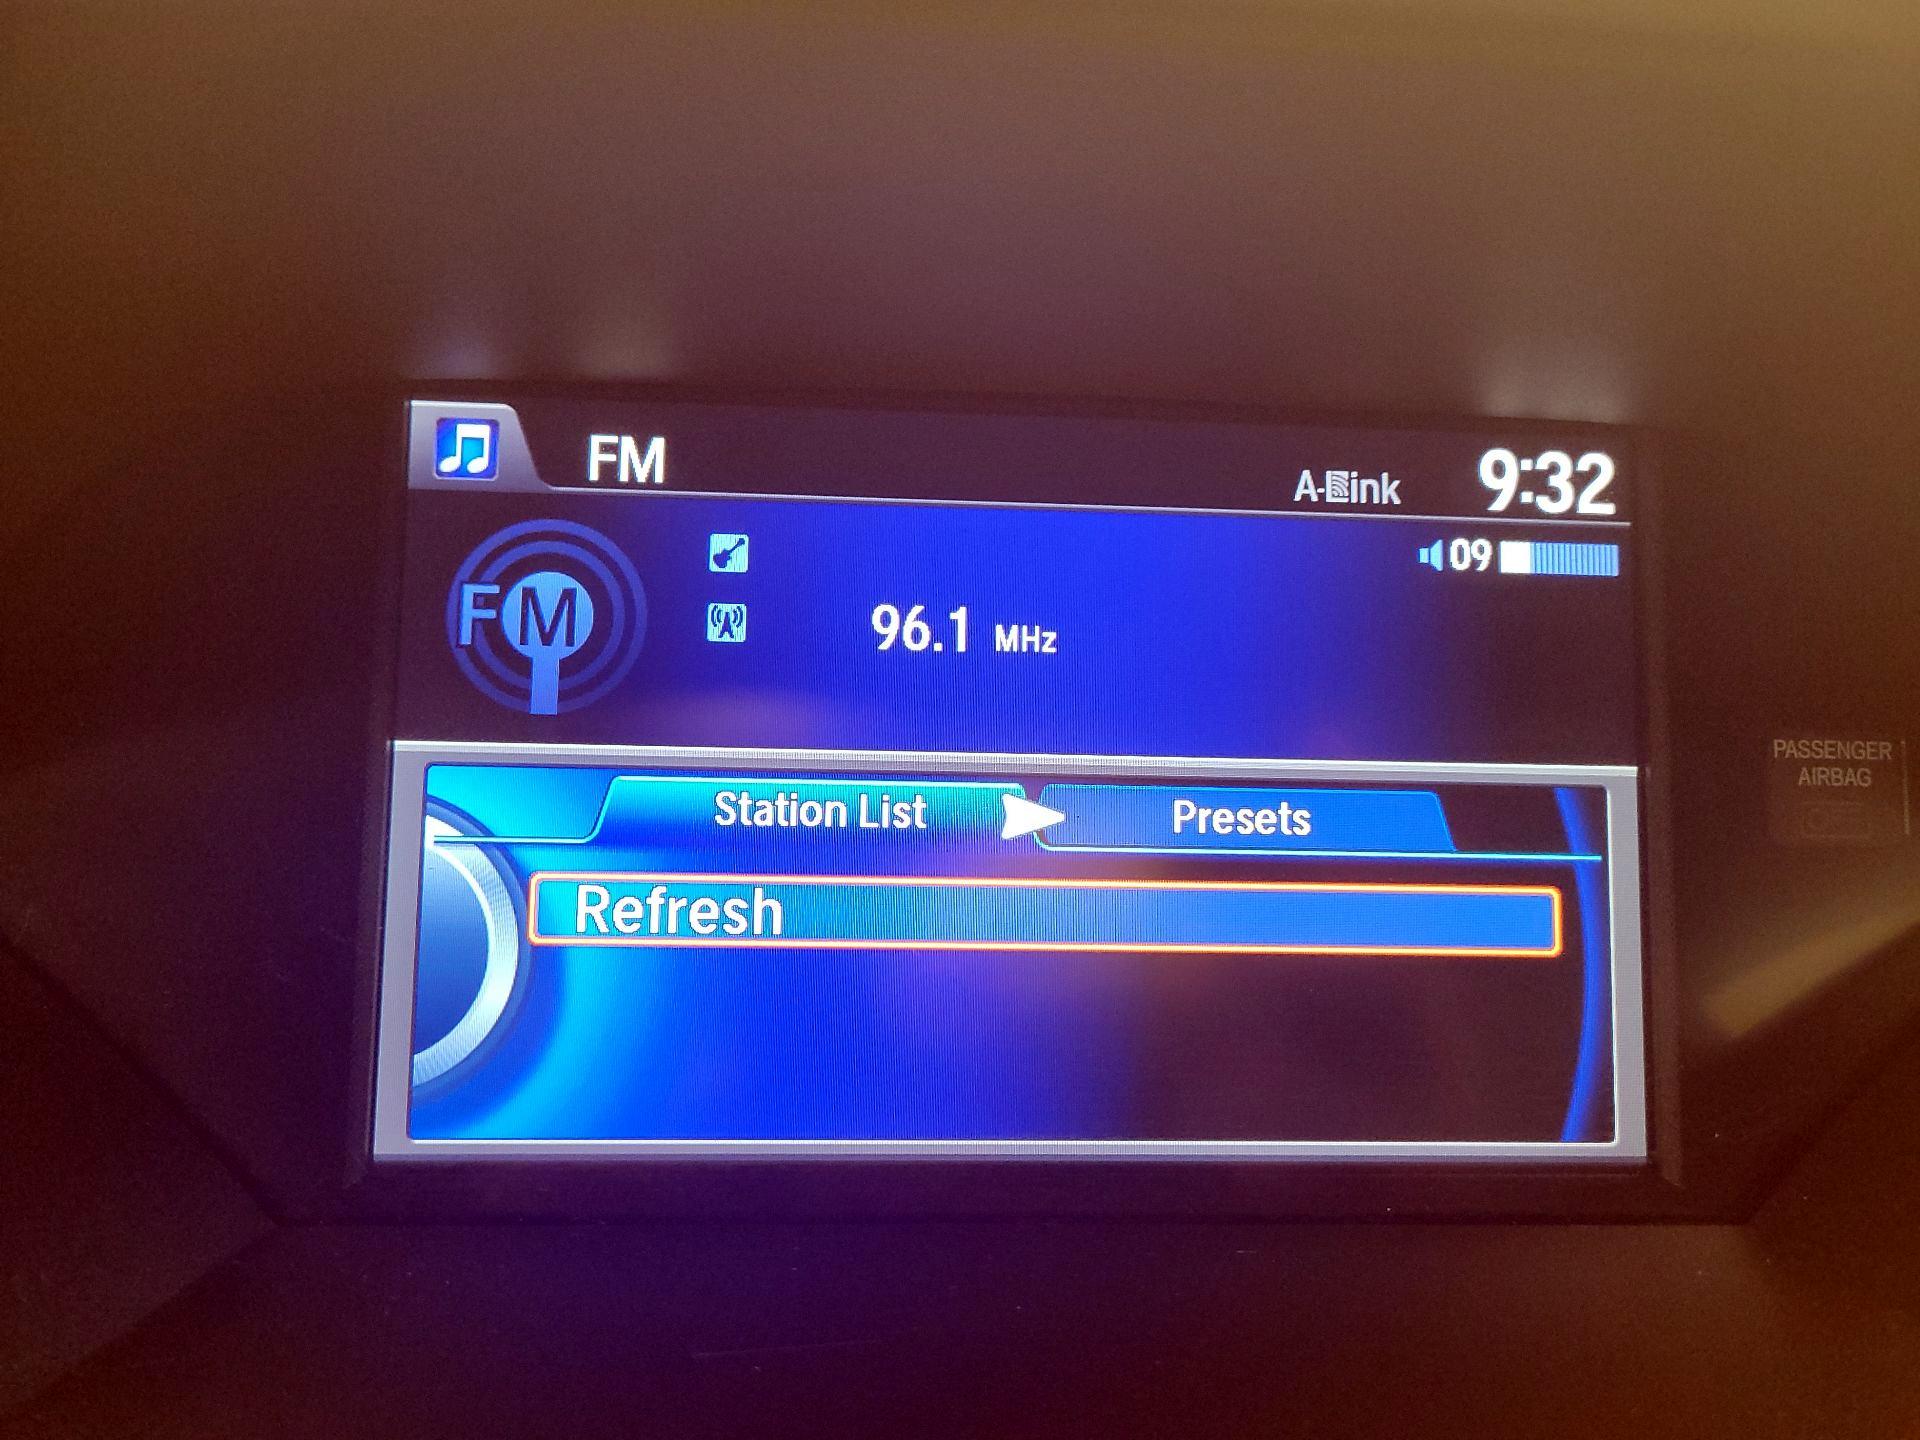 FM
A-Link
9:32
09
FM
96.1 MHz
Station List
Presets
Refresh
PASSENGER
AIRBAG